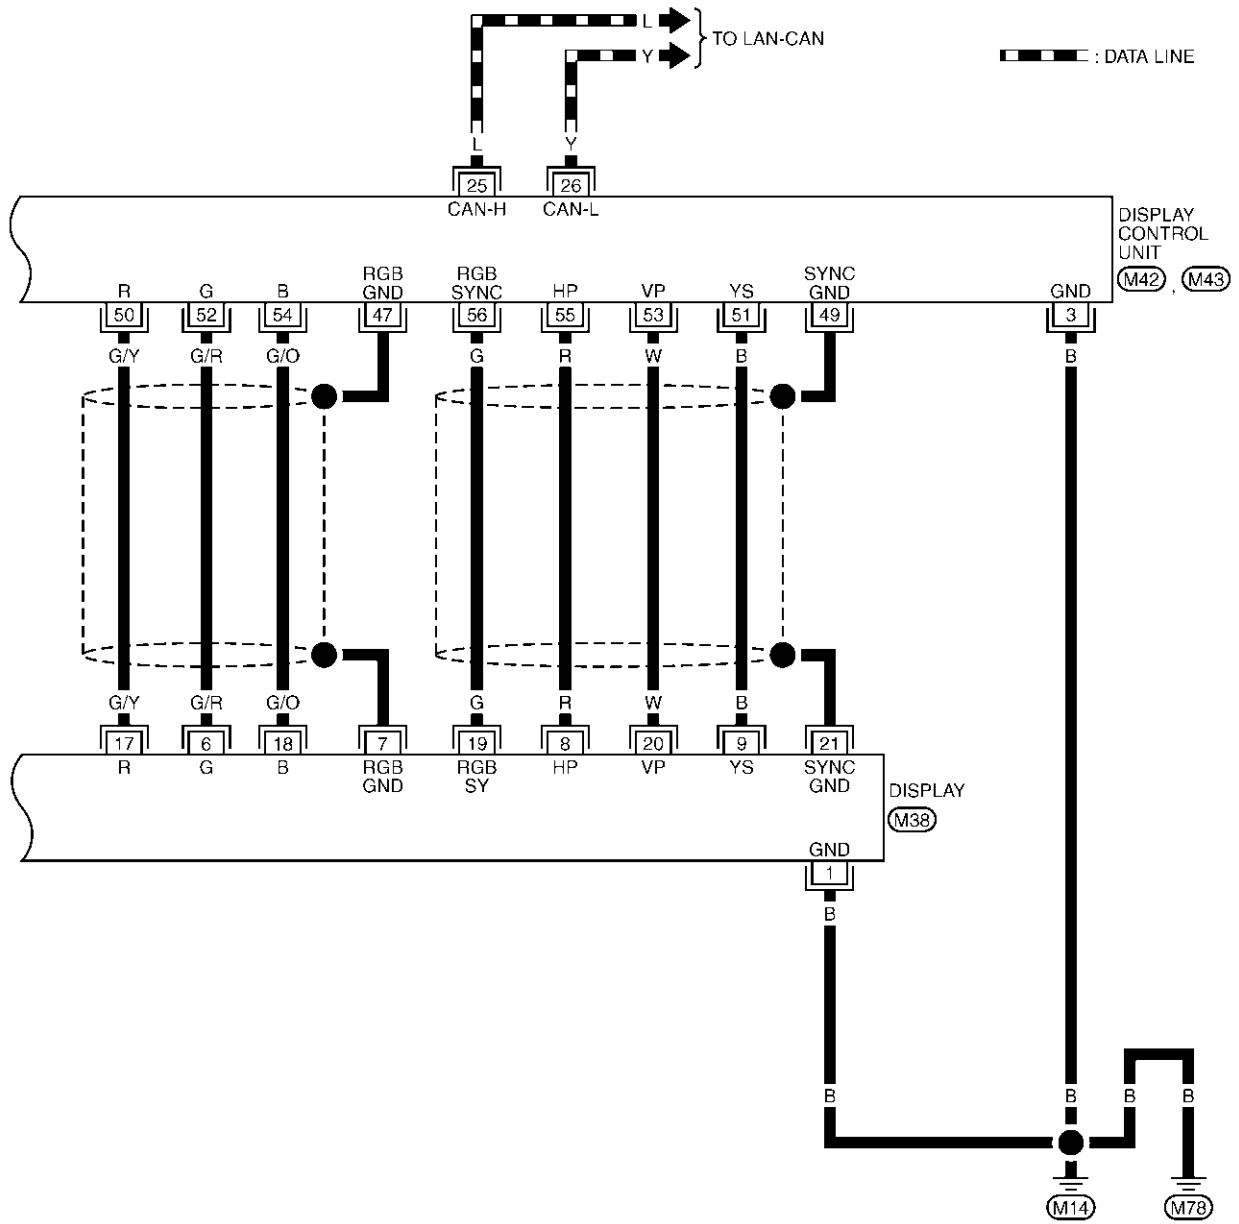 L
TO LAN-CAN
Y
: DATA LINE
L Y
25 26
CAN-H CAN-L
DISPLAY
CONTROL
UNIT
M42 , M43
R G B RGB GND RGB SYNC HP VP YS SYNC GND GND
50 52 54 47 56 55 53 51 49 3
G/Y G/R G/O G R W B B
G/Y G/R G/O G R W B
17 6 18 7 19 8 20 9 21
R G B RGB GND RGB SY HP VP YS SYNC GND
DISPLAY
M38
GND
1
B
B B B B
M14 M78